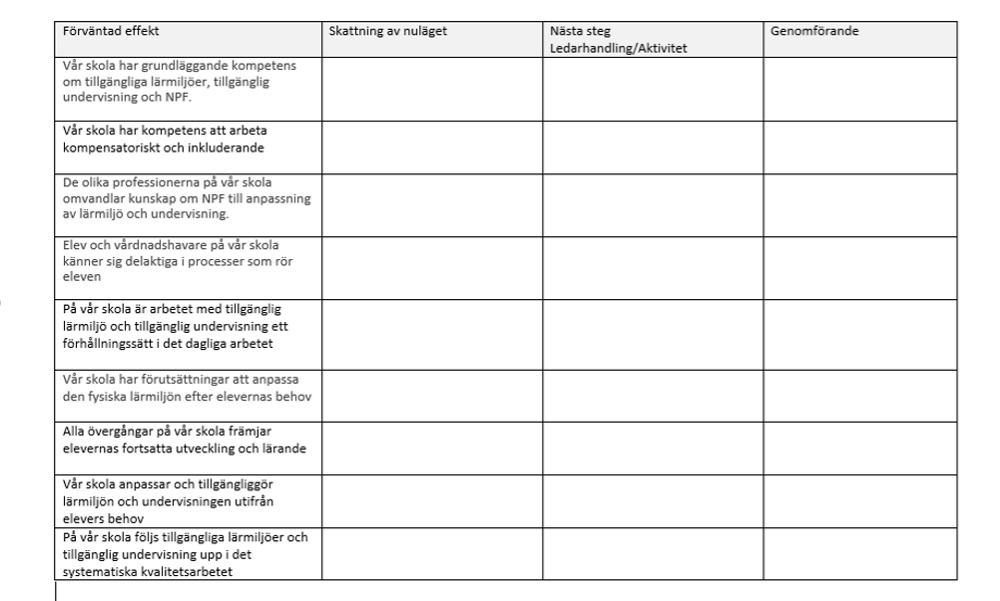 Förväntad effekt
Skattning av nuläget
Nästa steg
Ledarhandling/Aktivitet
Genomförande
Vår skola har grundläggande kompetens
om tillgängliga lärmiljöer, tillgänglig
undervisning och NPF.
Vår skola har kompetens att arbeta
kompensatoriskt och inkluderande
De olika professionerna på vår skola
omvandlar kunskap om NPF till anpassning
av lärmiljö och undervisning.
Elev och vårdnadshavare på vår skola
känner sig delaktiga i processer som rör
eleven
På vår skola är arbetet med tillgänglig
lärmiljö och tillgänglig undervisning ett
förhållningssätt i det dagliga arbetet
Vår skola har förutsättningar att anpassa
den fysiska lärmiljön efter elevernas behov
Alla övergångar på vår skola främjar
elevernas fortsatta utveckling och lärande
Vår skola anpassar och tillgängliggör
lärmiljön och undervisningen utifrån
elevers behov
På vår skola följs tillgängliga lärmiljöer och
tillgänglig undervisning upp i det
systematiska kvalitetsarbetet